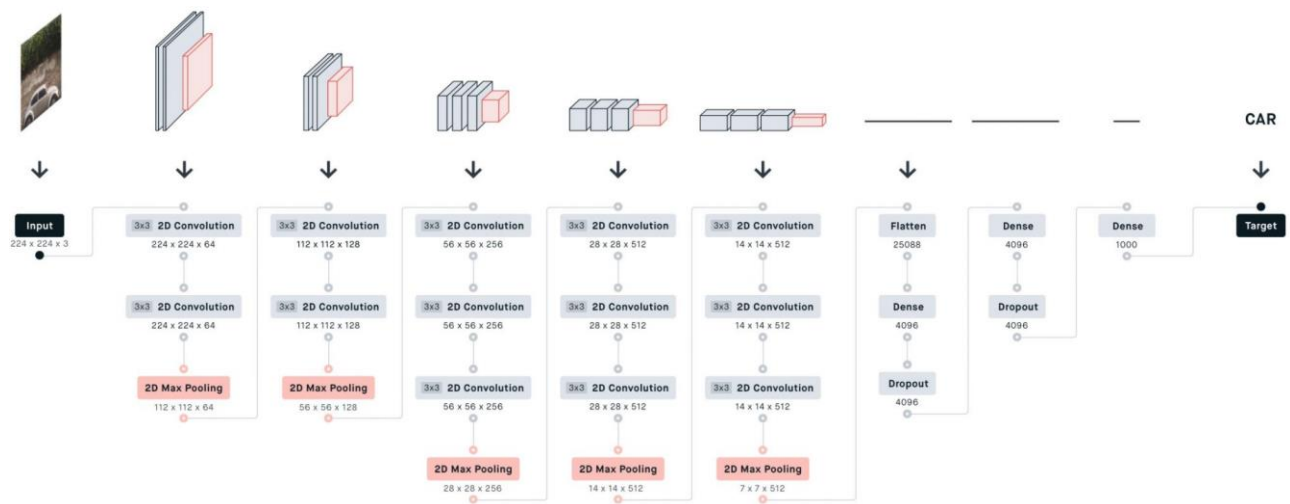 CAR
Input
224 x 224 x 3
3x3 2D Convolution
224 x 224 x 64
3x3 2D Convolution
224 x 224 x 64
2D Max Pooling
112 x 112 x 64
3x3 2D Convolution
112 x 112 x 128
3x3 2D Convolution
112 x 112 x 128
2D Max Pooling
56 x 56 x 128
3x3 2D Convolution
56 x 56 x 256
3x3 2D Convolution
56 x 56 x 256
3x3 2D Convolution
56 x 56 x 256
2D Max Pooling
28 x 28 x 256
3x3 2D Convolution
28 x 28 x 512
3x3 2D Convolution
28 x 28 x 512
3x3 2D Convolution
28 x 28 x 512
2D Max Pooling
14 x 14 x 512
3x3 2D Convolution
14 x 14 x 512
3x3 2D Convolution
14 x 14 x 512
3x3 2D Convolution
14 x 14 x 512
2D Max Pooling
7 x 7 x 512
Flatten
25088
Dense
4096
Dropout
4096
Dense
4096
Dropout
4096
Dense
1000
Target